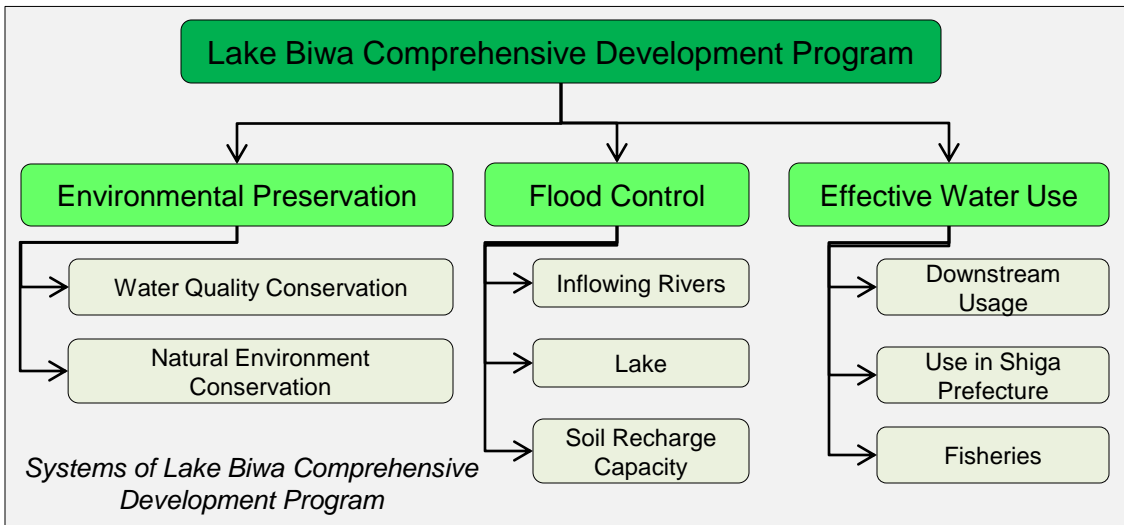 Lake Biwa Comprehensive Development Program
Environmental Preservation
Water Quality Conservation
Natural Environment
Conservation
Flood Control
Inflowing Rivers
Lake
Soil Recharge
Capacity
Effective Water Use
Downstream
Usage
Use in Shiga
Prefecture
Fisheries
Systems of Lake Biwa Comprehensive
Development Program